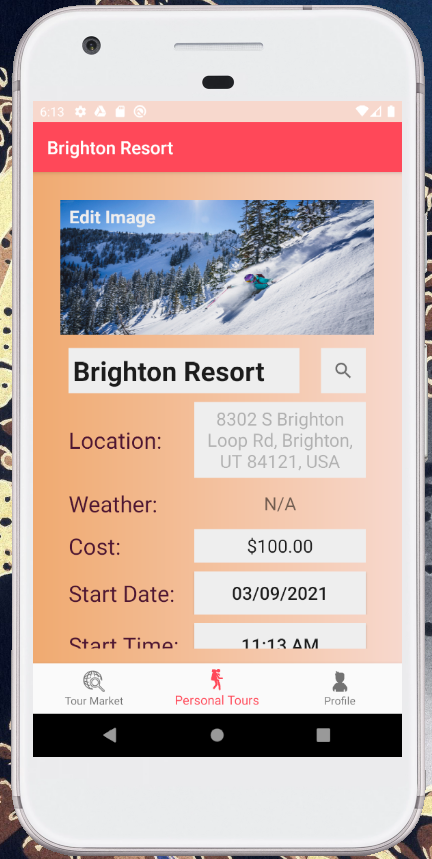 6:13
Brighton Resort
Edit Image
Brighton Resort
Location:
8302 S Brighton
Loop Rd, Brighton,
UT 84121, USA
Weather:
N/A
Cost:
$100.00
Start Date:
03/09/2021
Start Time:
11:13 AM
Tour Market
Personal Tours
Profile